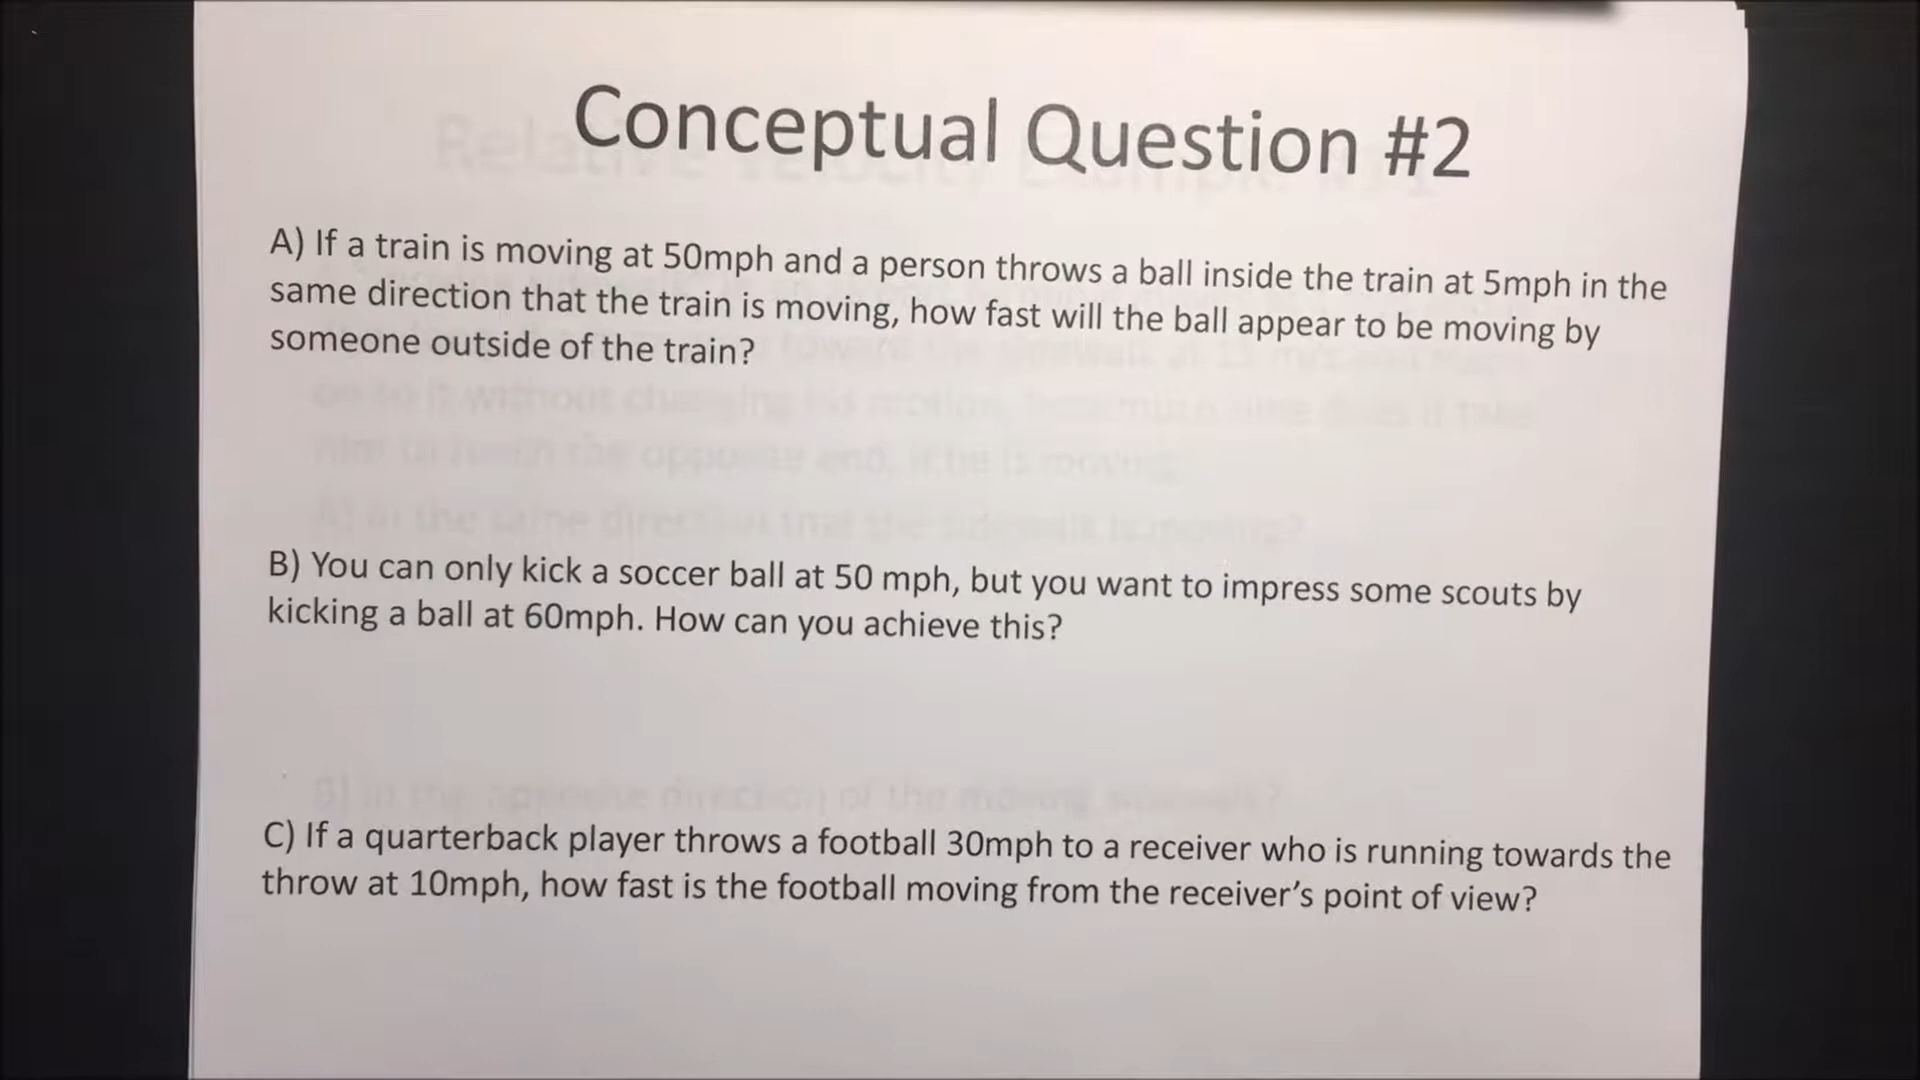 Conceptual Question #2
A) If a train is moving at 50mph and a person throws a ball inside the train at 5mph in the
same direction that the train is moving, how fast will the ball appear to be moving by
someone outside of the train?
B) You can only kick a soccer ball at 50 mph, but you want to impress some scouts by
kicking a ball at 60mph. How can you achieve this?
C) If a quarterback player throws a football 30mph to a receiver who is running towards the
throw at 10mph, how fast is the football moving from the receiver's point of view?